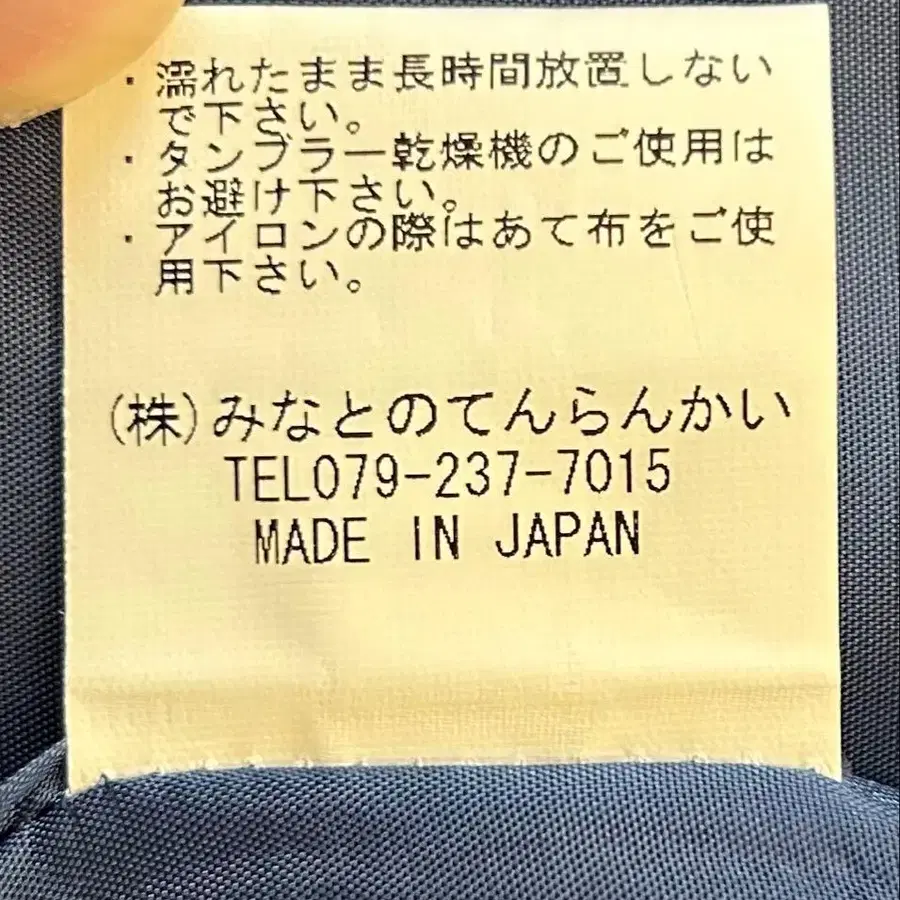 ・濡れたまま長時間放置しない
で下さい。
・タンブラー乾燥機のご使用は
お避け下さい。
・アイロンの際はあて布をご使
用下さい。
(株)みなとのてんらんかい
TEL079-237-7015
MADE IN JAPAN